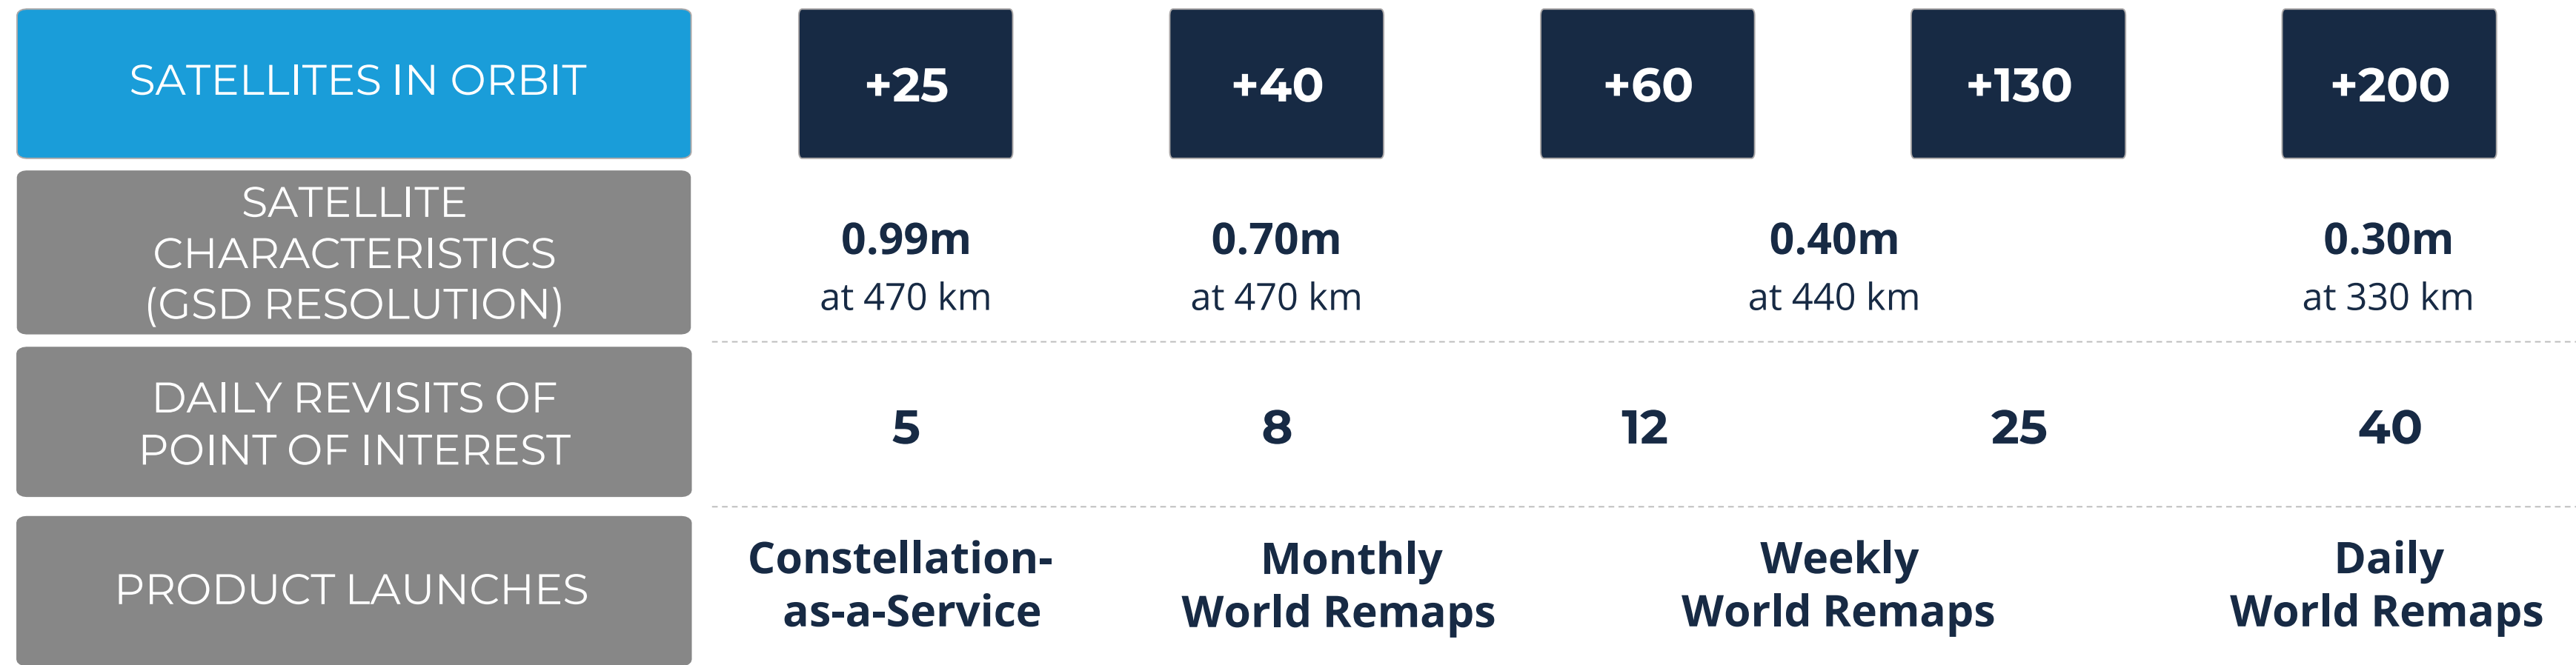 SATELLITES IN ORBIT
+25 +40 +60 +130 +200
SATELLITE
CHARACTERISTICS
(GSD RESOLUTION)
0.99m 0.70m 0.40m 0.30m
at 470 km at 470 km at 440 km at 330 km
DAILY REVISITS OF
POINT OF INTEREST
5 8 12 25 40
PRODUCT LAUNCHES
Constellation-
as-a-Service
Monthly
World Remaps
Weekly
World Remaps
Daily
World Remaps